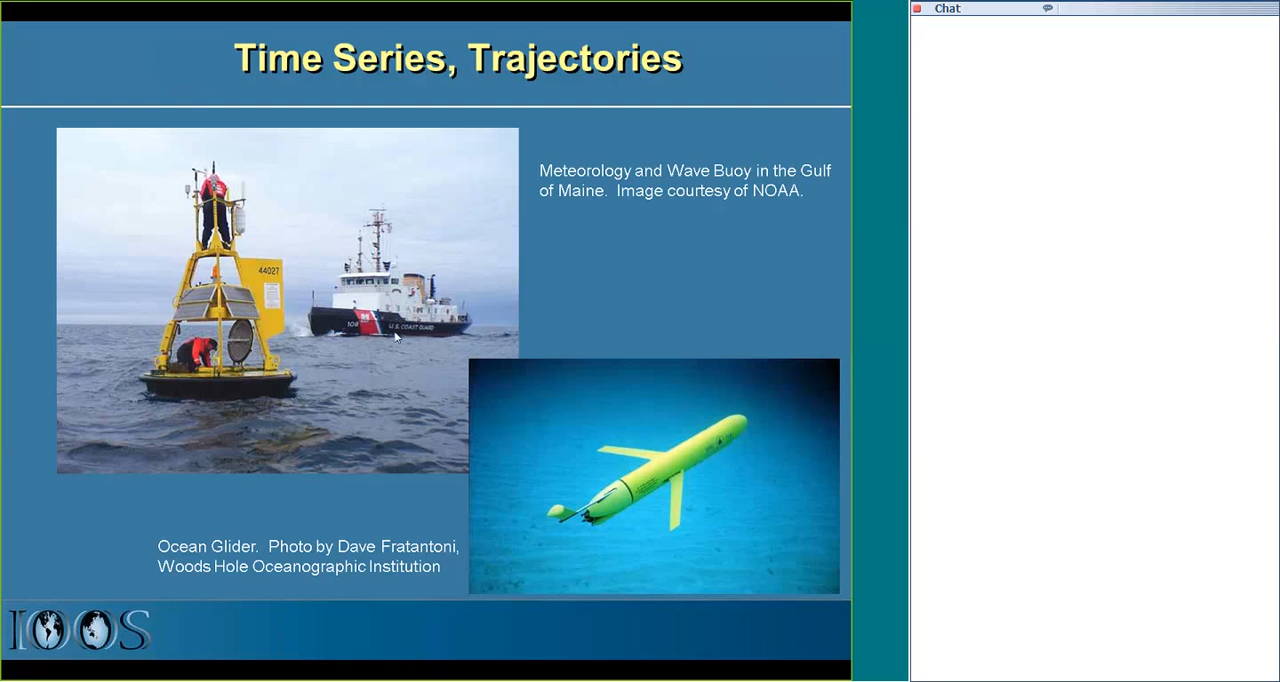 Chat
Time Series, Trajectories
Meteorology and Wave Buoy in the Gulf
of Maine.  Image courtesy of NOAA.
44027
108
U.S. COAST GUARD
Ocean Glider.  Photo by Dave Fratantoni,
Woods Hole Oceanographic Institution
IOOS